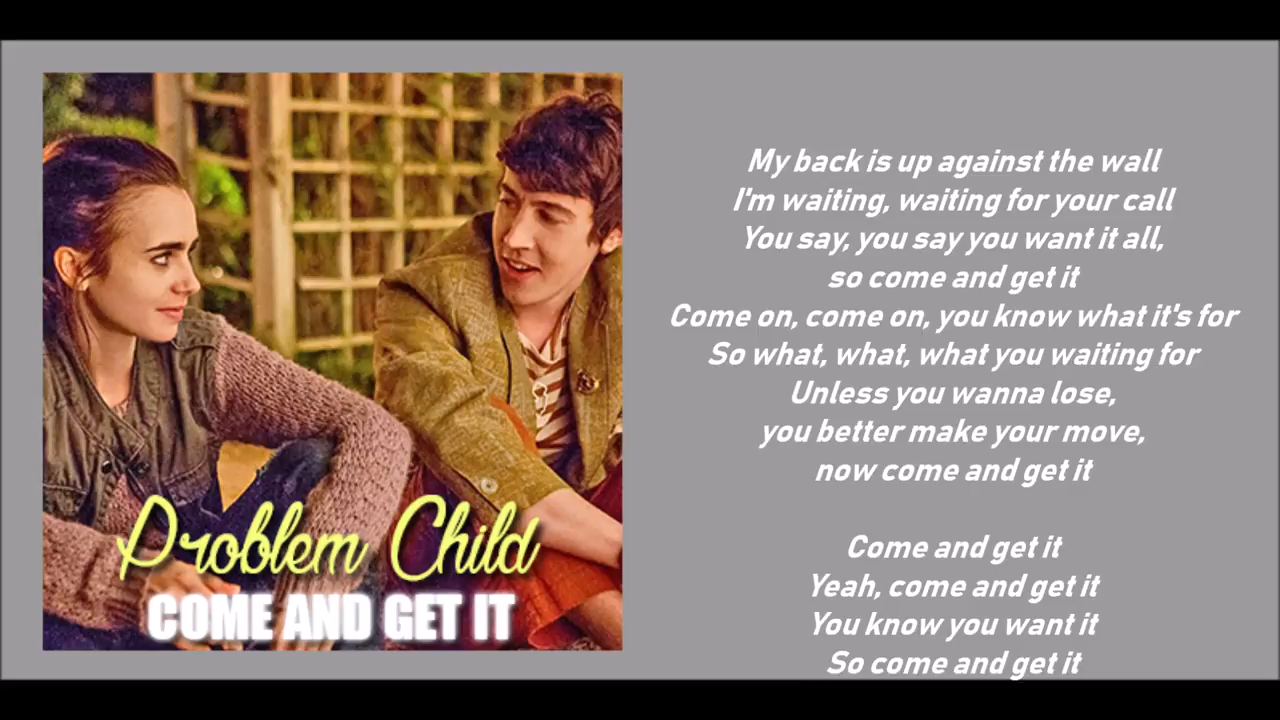 Problem Child
COME AND GET IT
My back is up against the wall
I'm waiting, waiting for your call
You say, you say you want it all,
so come and get it
Come on, come on, you know what it's for
So what, what, what you waiting for
Unless you wanna lose,
you better make your move,
now come and get it
Come and get it
Yeah, come and get it
You know you want it
So come and get it